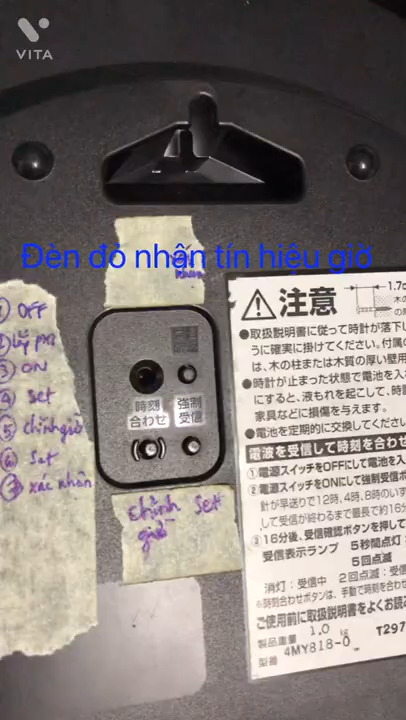 VITA
Đèn đỏ nhận tín hiệu giờ
① OFF
② Lắp pin
③ ON
④ Set
⑤ chỉnh giờ
⑥ Set
⑦ xác nhận
時刻
合わせ
強制
受信
chỉnh Set
giờ
注意
1.7c
木の
●取扱説明書に従って時計が落下し
うに確実に掛けてください。付属の
は、木の柱または木質の厚い壁用
●時計が止まった状態で電池を入
にすると、液もれを起こして、時計
家具などに損傷を与えます。
●電池を定期的に交換してください
電波を受信して時刻を合わせ
①電源スイッチをOFFにして電池を入
②電源スイッチをONにして強制受信ボ
針が早送りで12時、4時、8時のいず
して受信が終わるまで最長で約16分
③16分後、受信確認ボタンを押して
受信表示ランプ 5秒間点灯:
5回点滅:
消灯:受信中 2回点滅:受信
※時刻合わせボタンは、手動で時刻を合わせ
ご使用前に取扱説明書をよくお読み
製品重量 1.0 kg
型番 4MY818-0
T297